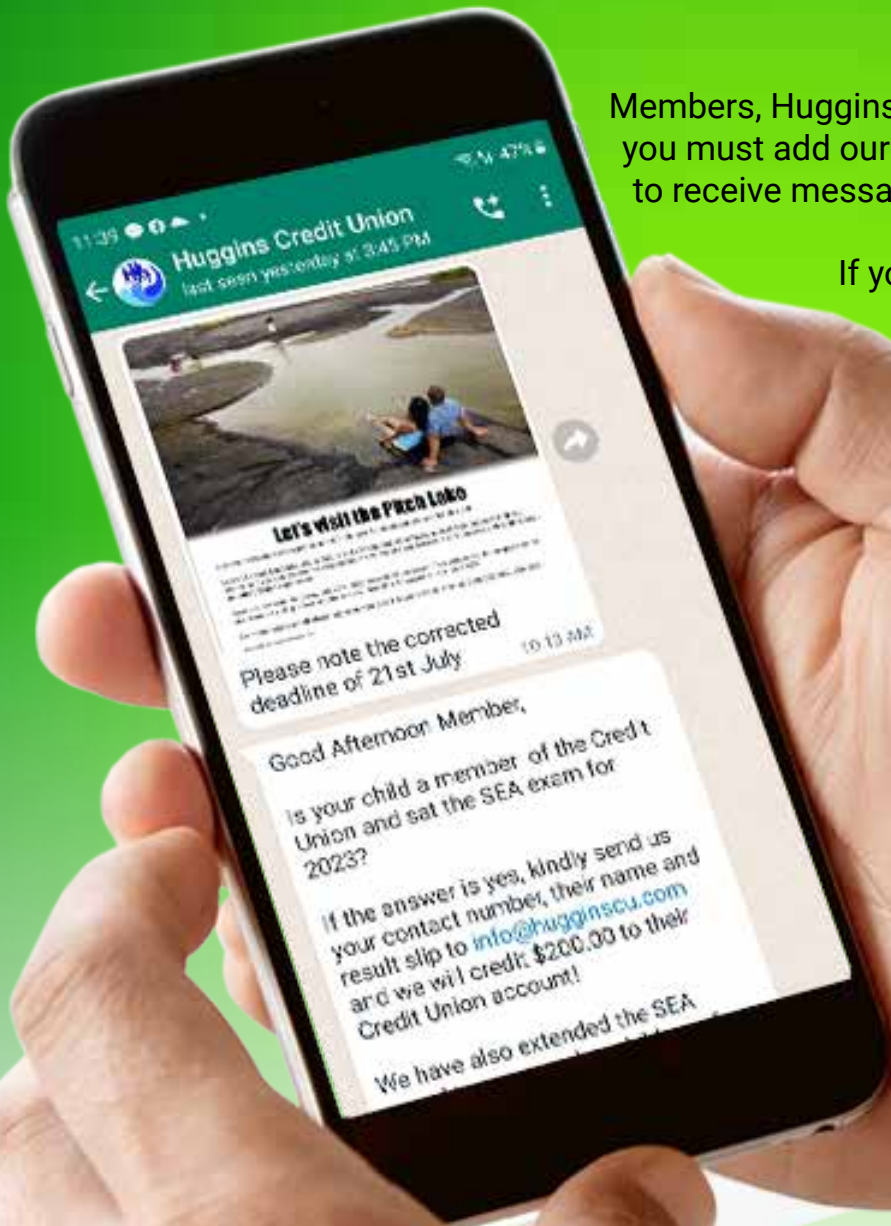 Members, Huggins
you must add our
to receive messa
If yo
11:39
47%
Huggins Credit Union
last seen yesterday at 3:45 PM
Let's visit the Pitch Lake
Please note the corrected
deadline of 21st July
10:13 AM
Good Afternoon Member,
Is your child a member of the Credit
Union and sat the SEA exam for
2023?
If the answer is yes, kindly send us
your contact number, their name and
result slip to info@hugginscu.com
and we will credit $200.00 to their
Credit Union account!
We have also extended the SEA